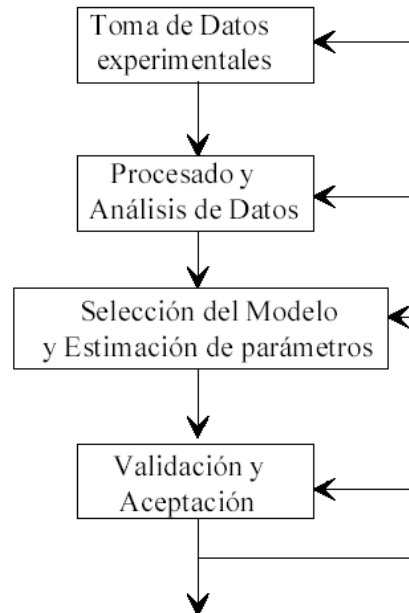 Toma de Datos
experimentales
Procesado y
Análisis de Datos
Selección del Modelo
y Estimación de parámetros
Validación y
Aceptación